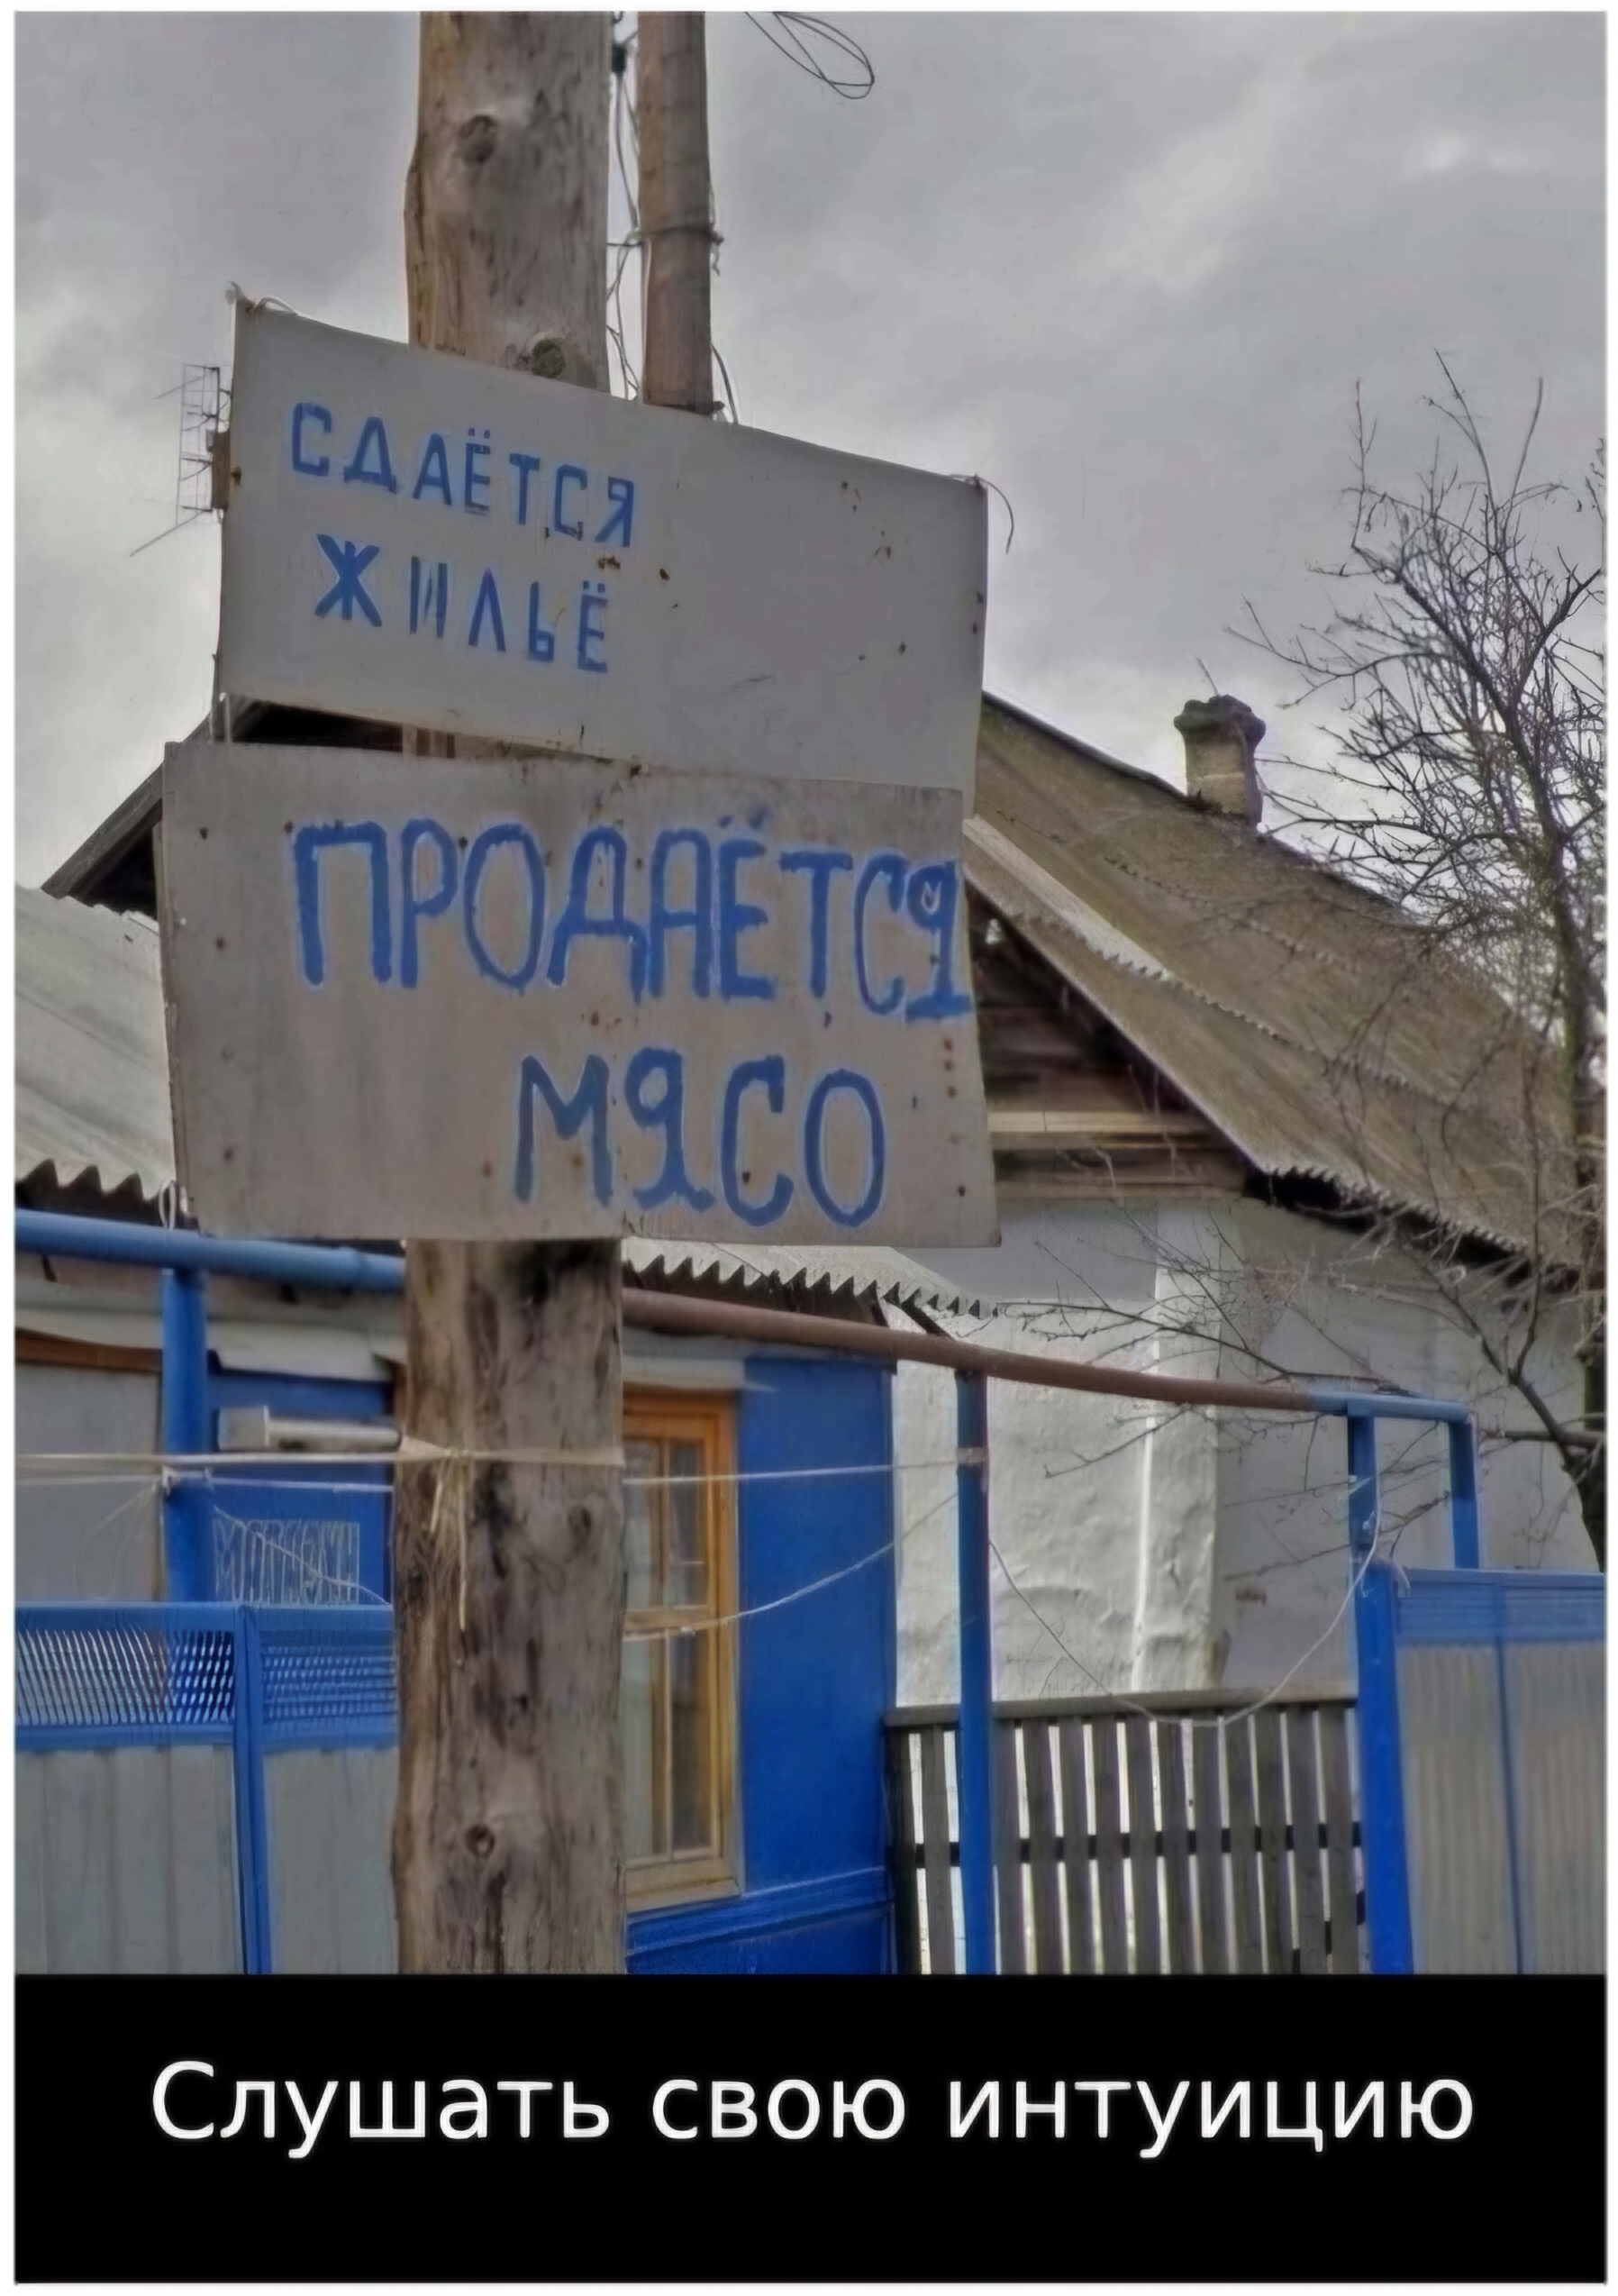 СДАЁТСЯ
ЖИЛЬЁ
ПРОДАЁТСЯ
МЯСО
Слушать свою интуицию